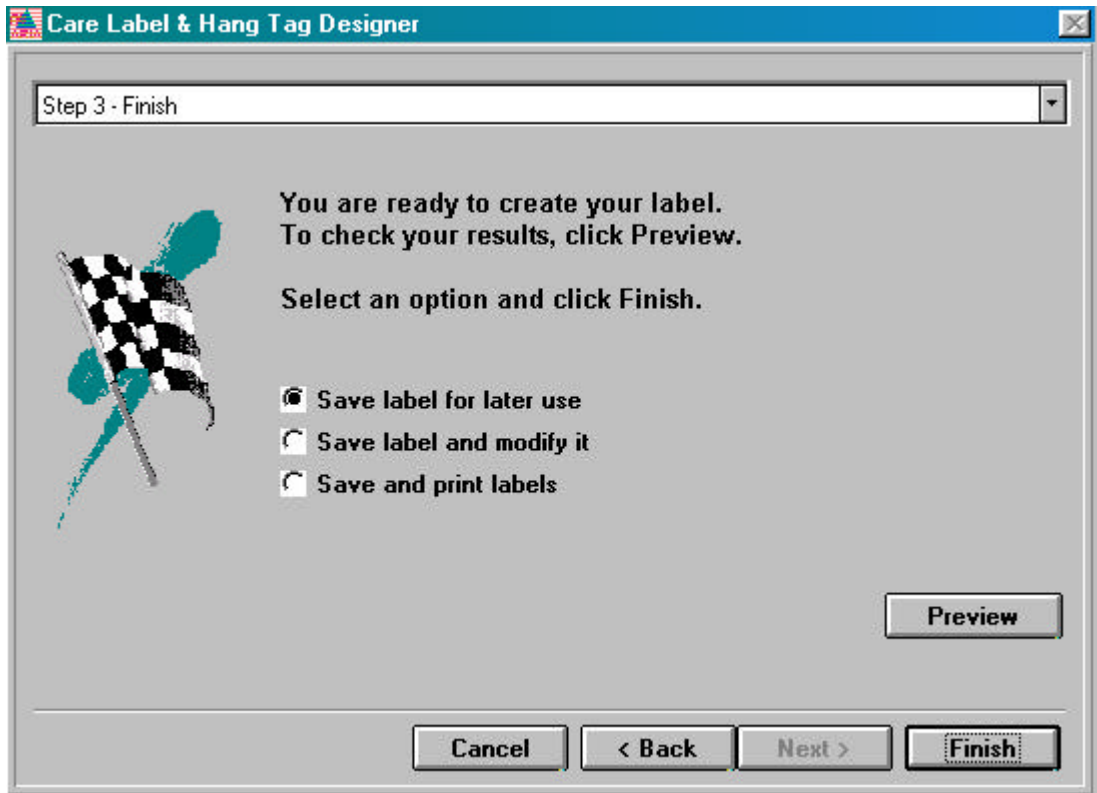 Care Label & Hang Tag Designer
Step 3 - Finish
You are ready to create your label.
To check your results, click Preview.
Select an option and click Finish.
Save label for later use
Save label and modify it
Save and print labels
Preview
Cancel < Back Next > Finish